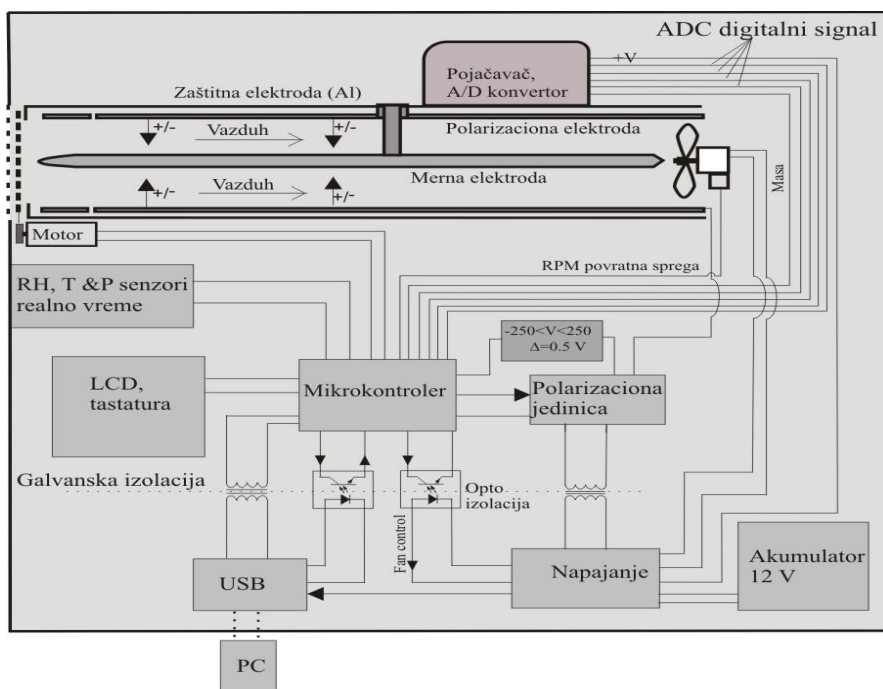 ADC digitalni signal
+V
Pojačavač,
A/D konvertor
Zaštitna elektroda (Al)
+/-
Vazduh
+/-
Polarizaciona elektroda
Merna elektroda
+/-
Vazduh
+/-
Masa
Motor
RPM povratna sprega
RH, T &P senzori
realno vreme
-250<V<250
Δ=0.5 V
LCD,
tastatura
Mikrokontroler
Polarizaciona
jedinica
Galvanska izolacija
Opto
izolacija
Fan control
USB
Napajanje
Akumulator
12 V
PC